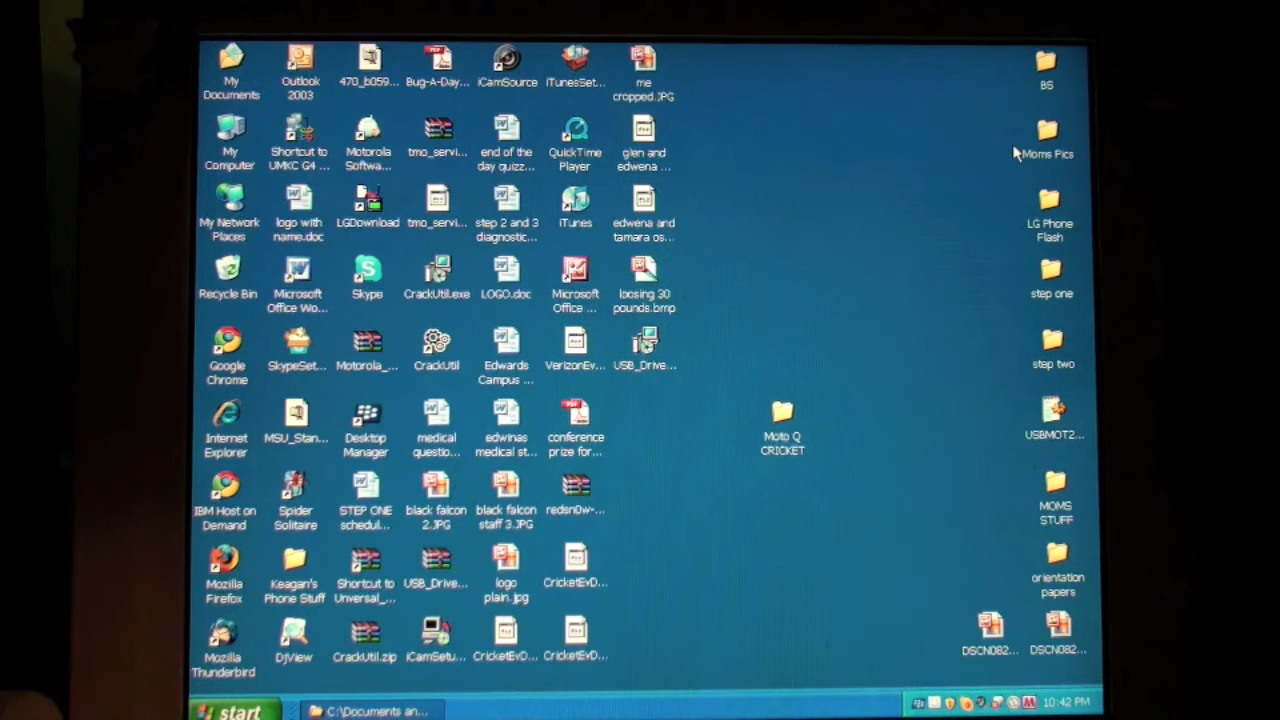 My
Documents
Outlook
2003
470_b059...
Bug-A-Day...
iCamSource
iTunesSet...
me
cropped.JPG
BS
My
Computer
Shortcut to
UMKC G4 ...
Motorola
Softwa...
tmo_servi...
end of the
day quizz...
QuickTime
Player
glen and
edwena ...
Moms Pics
My Network
Places
logo with
name.doc
LGDownload
tmo_servi...
step 2 and 3
diagnostic...
iTunes
edwena and
tamara os...
LG Phone
Flash
Recycle Bin
Microsoft
Office Wo...
Skype
CrackUtil.exe
LOGO.doc
Microsoft
Office ...
loosing 30
pounds.bmp
step one
Google
Chrome
SkypeSet...
Motorola_...
CrackUtil
Edwards
Campus ...
VerizonEv...
USB_Drive...
step two
Internet
Explorer
MSU_Stan...
Desktop
Manager
medical
questio...
edwinas
medical st...
conference
prize for...
Moto Q
CRICKET
USBMOT2...
IBM Host on
Demand
Spider
Solitaire
STEP ONE
schedul...
black falcon
2.JPG
black falcon
staff 3.JPG
redsn0w-...
MOMS
STUFF
Mozilla
Firefox
Keagan's
Phone Stuff
Shortcut to
Unversal_...
USB_Drive...
logo
plain.jpg
CricketEvD...
orientation
papers
Mozilla
Thunderbird
DjView
CrackUtil.zip
iCamSetu...
CricketEvD...
CricketEvD...
DSCN082...
DSCN082...
start
C:\Documents an...
10:42 PM